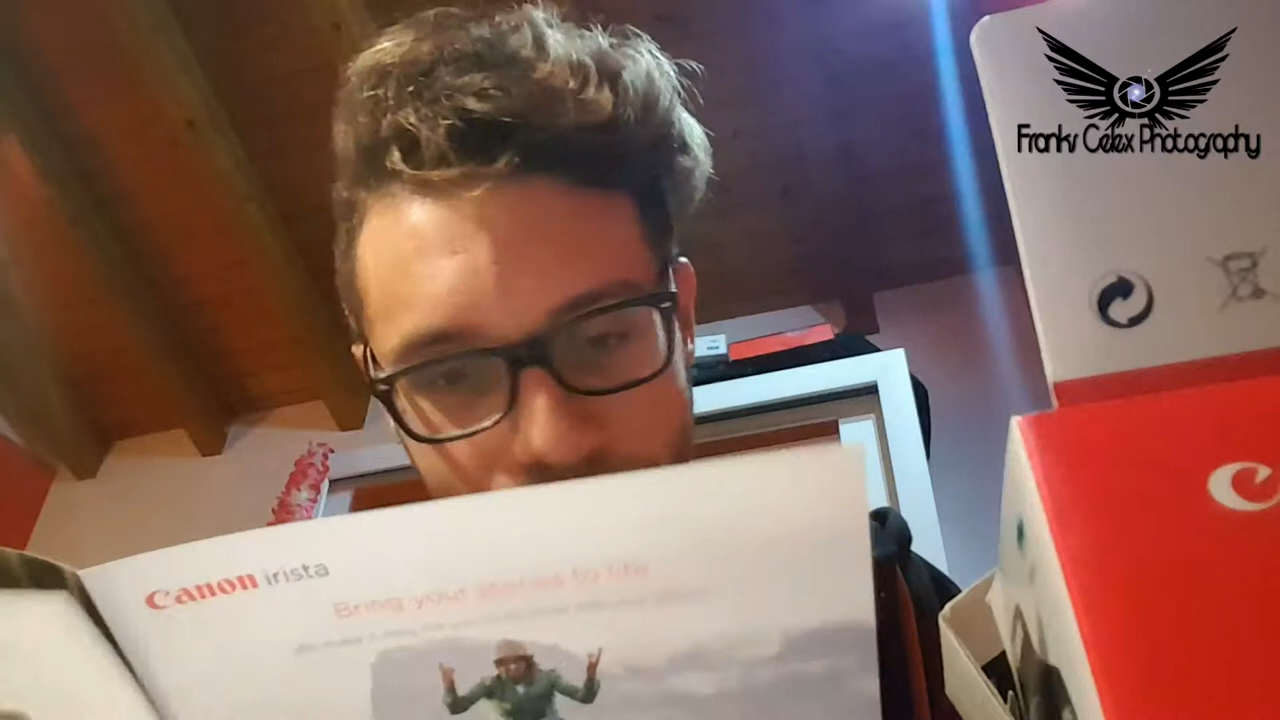 Franky Celex Photography
Canon irista
Bring your stories to life
C